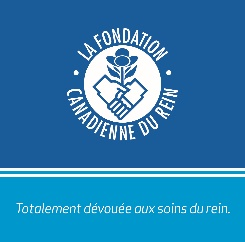 LA FONDATION
CANADIENNE DU REIN
Totalement dévouée aux soins du rein.